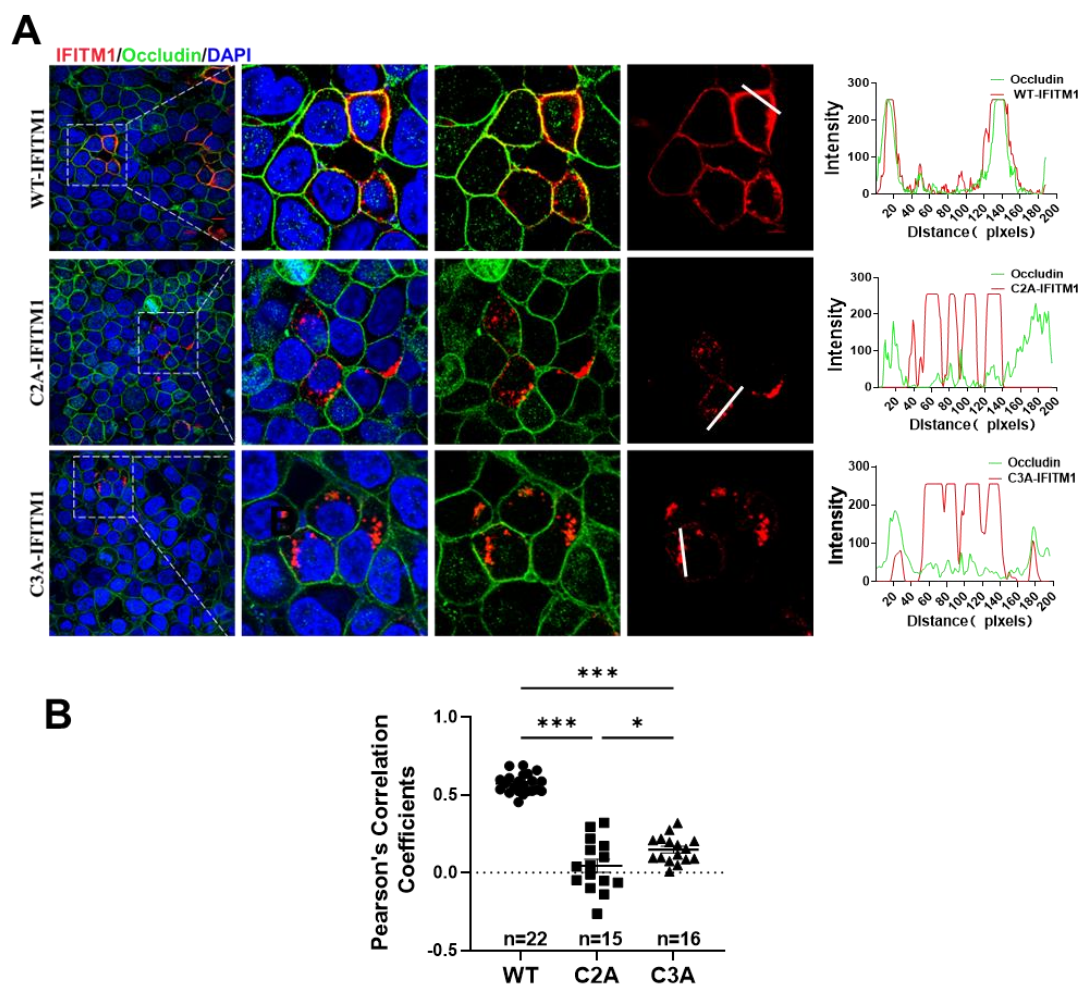 A
IFITM1/Occludin/DAPI
WT-IFITM1
300
200
100
0
Intensity
20
40
60
80
100
120
140
160
180
200
Distance( pIxels)
Occludin
WT-IFITM1
C2A-IFITM1
300
200
100
0
Intensity
20
40
60
80
100
120
140
160
180
200
Distance( pIxels)
Occludin
C2A-IFITM1
C3A-IFITM1
300
200
100
0
Intensity
20
40
60
80
100
120
140
160
180
200
Distance( pIxels)
Occludin
C3A-IFITM1
B
Pearson's Correlation
Coefficients
1.0
0.5
0.0
-0.5
***
*** *
n=22 n=15 n=16
WT C2A C3A